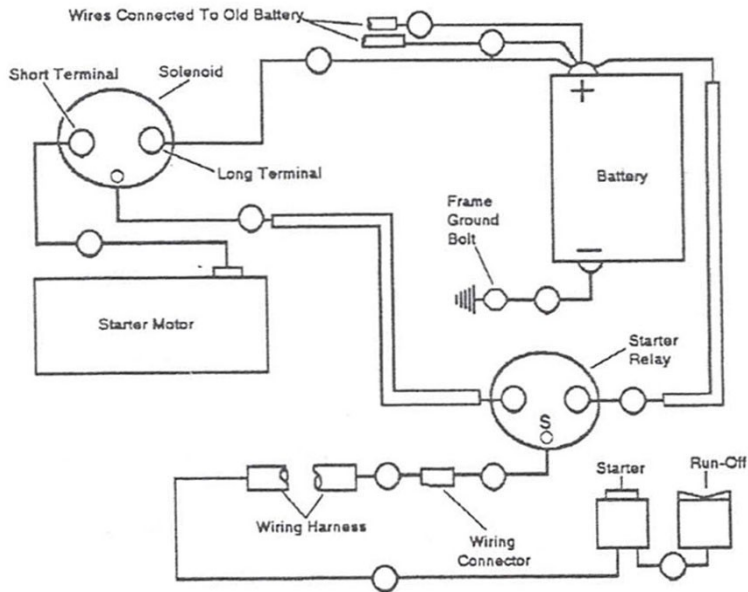 Wires Connected To Old Battery
Short Terminal
Solenoid
Long Terminal
+
Battery
Frame
Ground
Bolt
Starter Motor
Starter
Relay
S
Starter
Run-Off
Wiring Harness
Wiring
Connector